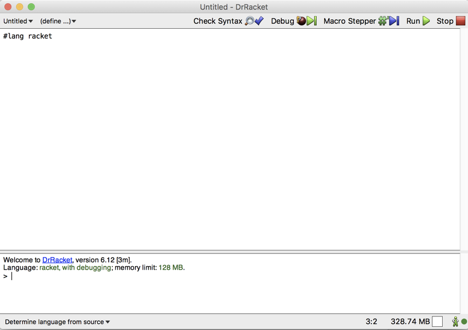 Untitled - DrRacket
Untitled▾ (define ...)▾ Check Syntax Debug Macro Stepper Run Stop
#lang racket
Welcome to DrRacket, version 6.12 [3m].
Language: racket, with debugging; memory limit: 128 MB.
>
Determine language from source▾ 3:2 328.74 MB